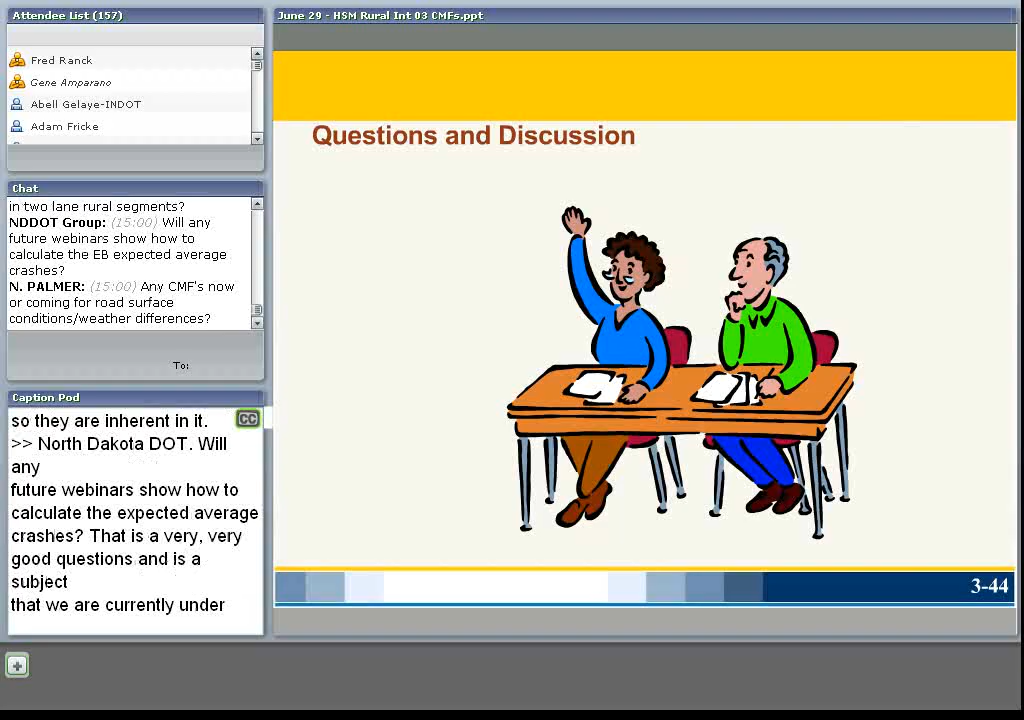 Attendee List (157)
Fred Ranck
Gene Amparano
Abell Gelaye-INDOT
Adam Fricke
Chat
in two lane rural segments?
NDDOT Group: (15:00) Will any
future webinars show how to
calculate the EB expected average
crashes?
N. PALMER: (15:00) Any CMF's now
or coming for road surface
conditions/weather differences?
To:
Caption Pod
so they are inherent in it.
CC
>> North Dakota DOT. Will
any
future webinars show how to
calculate the expected average
crashes? That is a very, very
good questions and is a
subject
that we are currently under
June 29 - HSM Rural Int 03 CMFs.ppt
Questions and Discussion
3-44